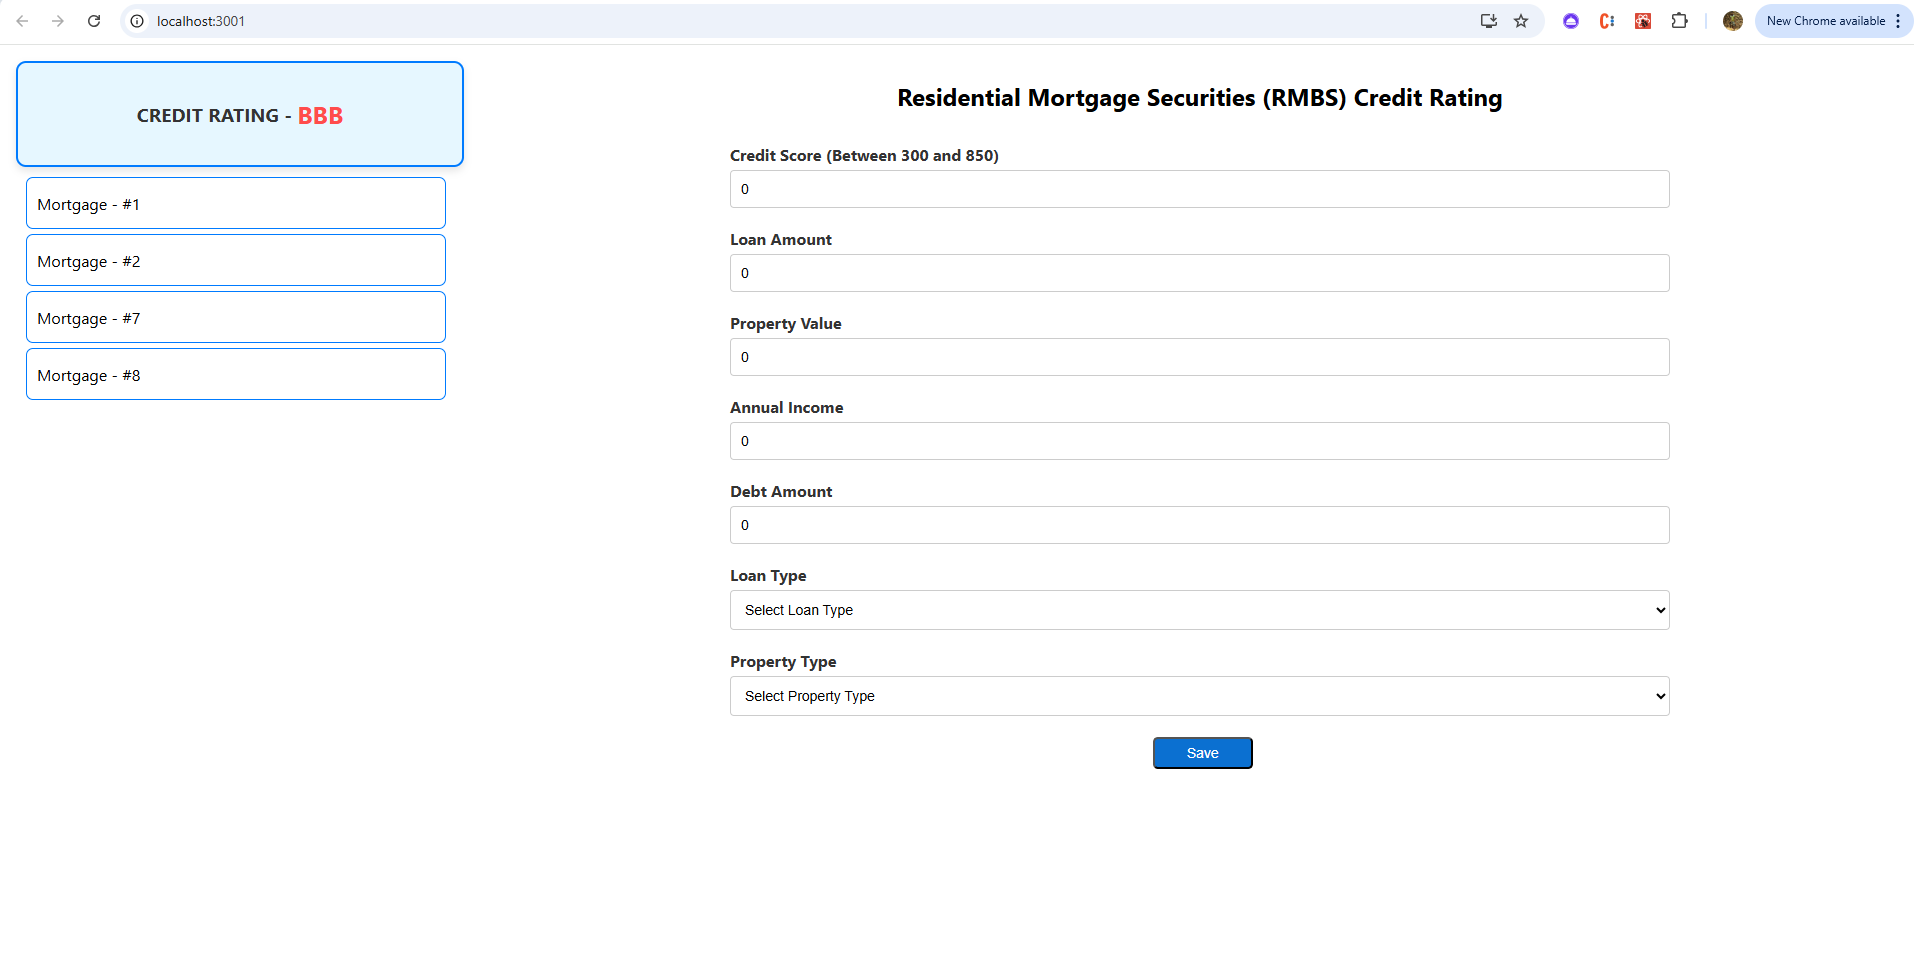 localhost:3001
New Chrome available
CREDIT RATING - BBB
Mortgage - #1
Mortgage - #2
Mortgage - #7
Mortgage - #8
Residential Mortgage Securities (RMBS) Credit Rating
Credit Score (Between 300 and 850)
0
Loan Amount
0
Property Value
0
Annual Income
0
Debt Amount
0
Loan Type
Select Loan Type
Property Type
Select Property Type
Save